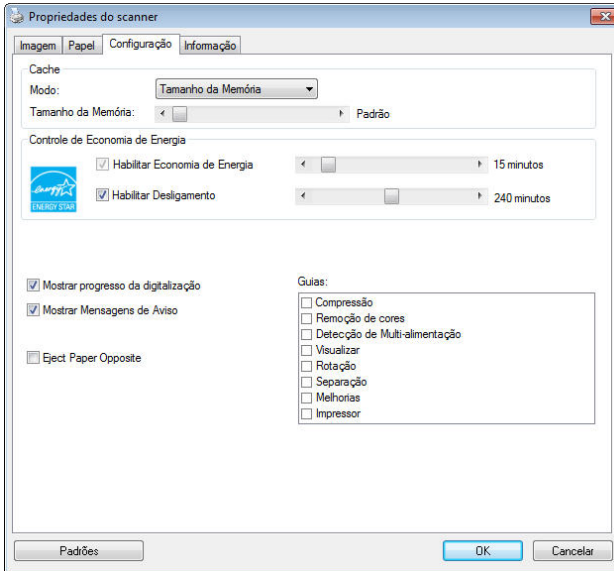 Propriedades do scanner
Imagem Papel Configuração Informação
Cache
Modo: Tamanho da Memória
Tamanho da Memória: Padrão
Controle de Economia de Energia
Habilitar Economia de Energia 15 minutos
energy
ENERGY STAR
Habilitar Desligamento 240 minutos
Mostrar progresso da digitalização
Mostrar Mensagens de Aviso
Eject Paper Opposite
Guias:
Compressão
Remoção de cores
Detecção de Multi-alimentação
Visualizar
Rotação
Separação
Melhorias
Impressor
Padrões OK Cancelar